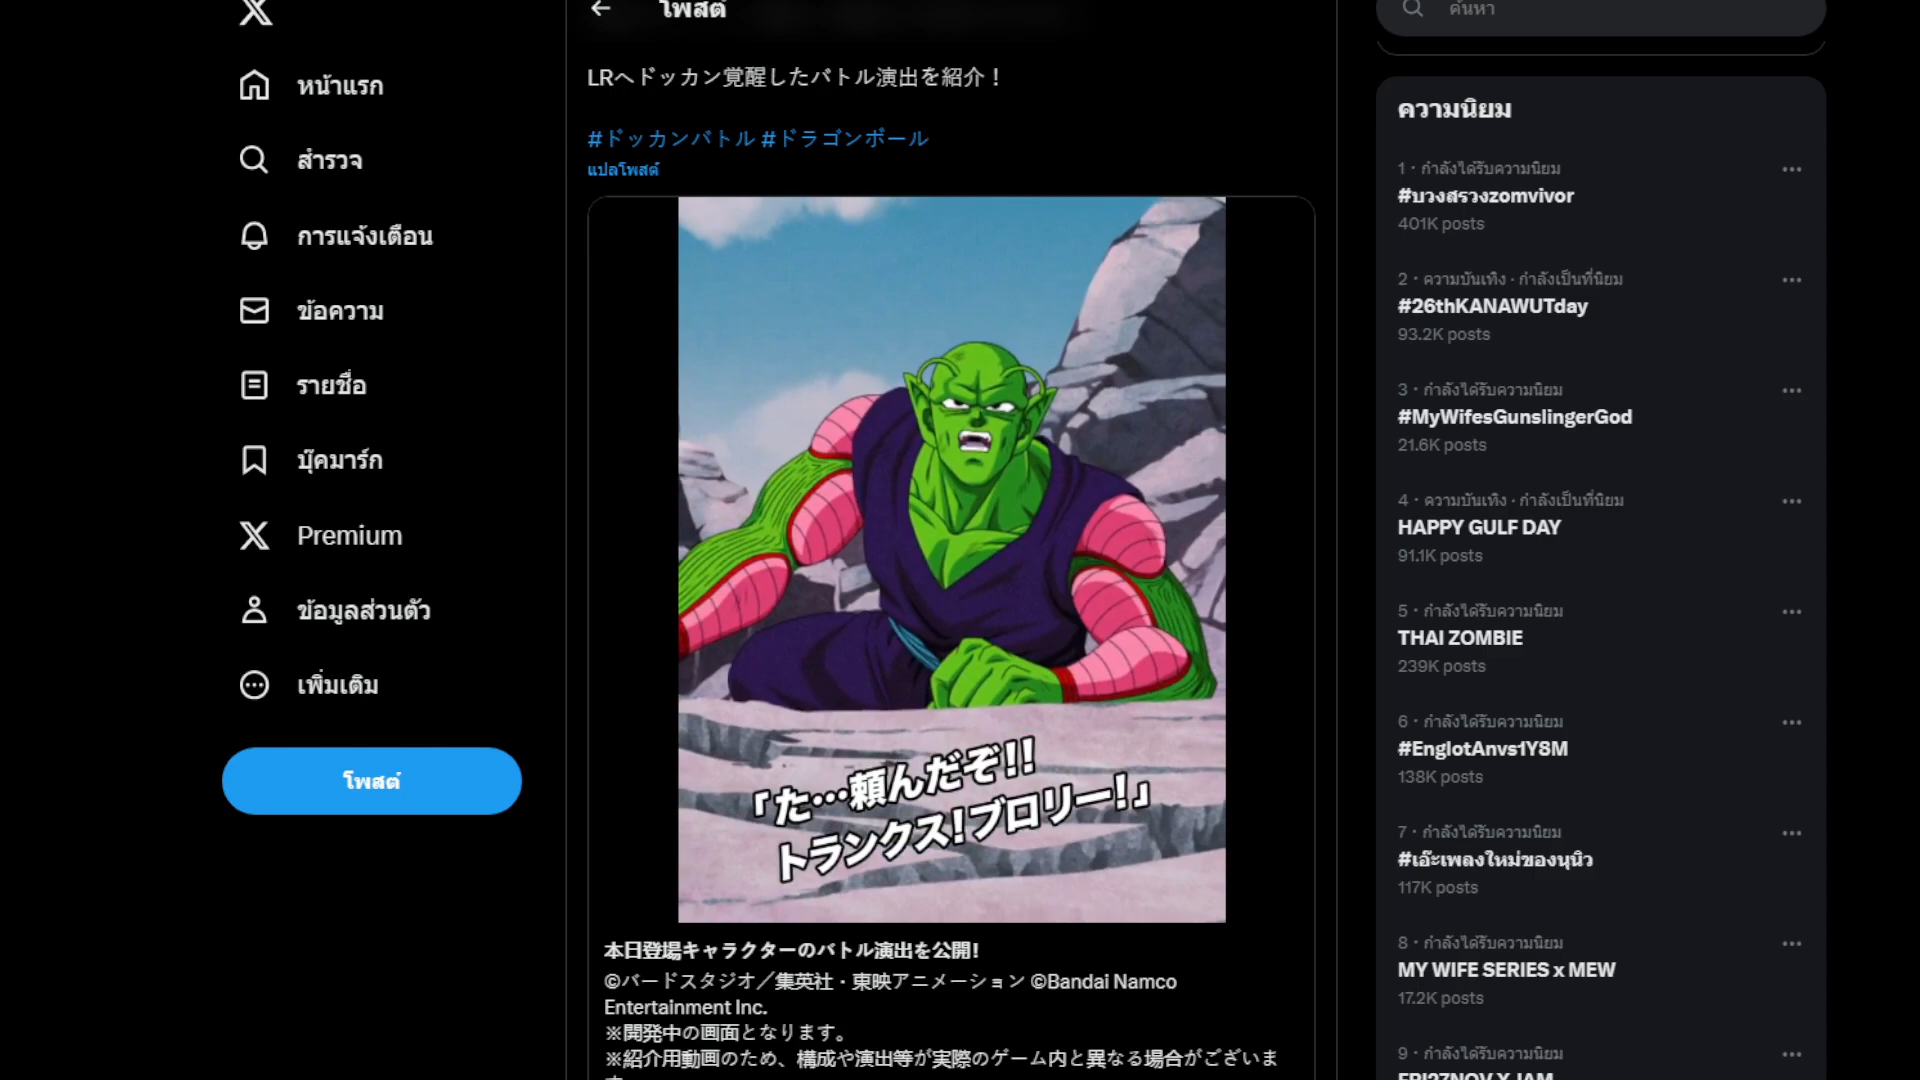 หน้าแรก
สำรวจ
การแจ้งเตือน
ข้อความ
รายชื่อ
บุ๊คมาร์ก
Premium
ข้อมูลส่วนตัว
เพิ่มเติม
โพสต์
โพสต์
LRへドッカン覚醒したバトル演出を紹介！
#ドッカンバトル #ドラゴンボール
แปลโพสต์
「た…頼んだぞ!!
トランクス!ブロリー!」
本日登場キャラクターのバトル演出を公開!
©バードスタジオ／集英社・東映アニメーション ©Bandai Namco
Entertainment Inc.
※開発中の画面となります。
※紹介用動画のため、構成や演出等が実際のゲーム内と異なる場合がございま
ค้นหา
ความนิยม
1 · กำลังได้รับความนิยม
#บวงสรวงzomvivor
401K posts
2 · ความบันเทิง · กำลังเป็นที่นิยม
#26thKANAWUTday
93.2K posts
3 · กำลังได้รับความนิยม
#MyWifesGunslingerGod
21.6K posts
4 · ความบันเทิง · กำลังเป็นที่นิยม
HAPPY GULF DAY
91.1K posts
5 · กำลังได้รับความนิยม
THAI ZOMBIE
239K posts
6 · กำลังได้รับความนิยม
#EnglotAnvs1Y8M
138K posts
7 · กำลังได้รับความนิยม
#เอ๊ะเพลงใหม่ของนุนิว
117K posts
8 · กำลังได้รับความนิยม
MY WIFE SERIES x MEW
17.2K posts
9 · กำลังได้รับความนิยม